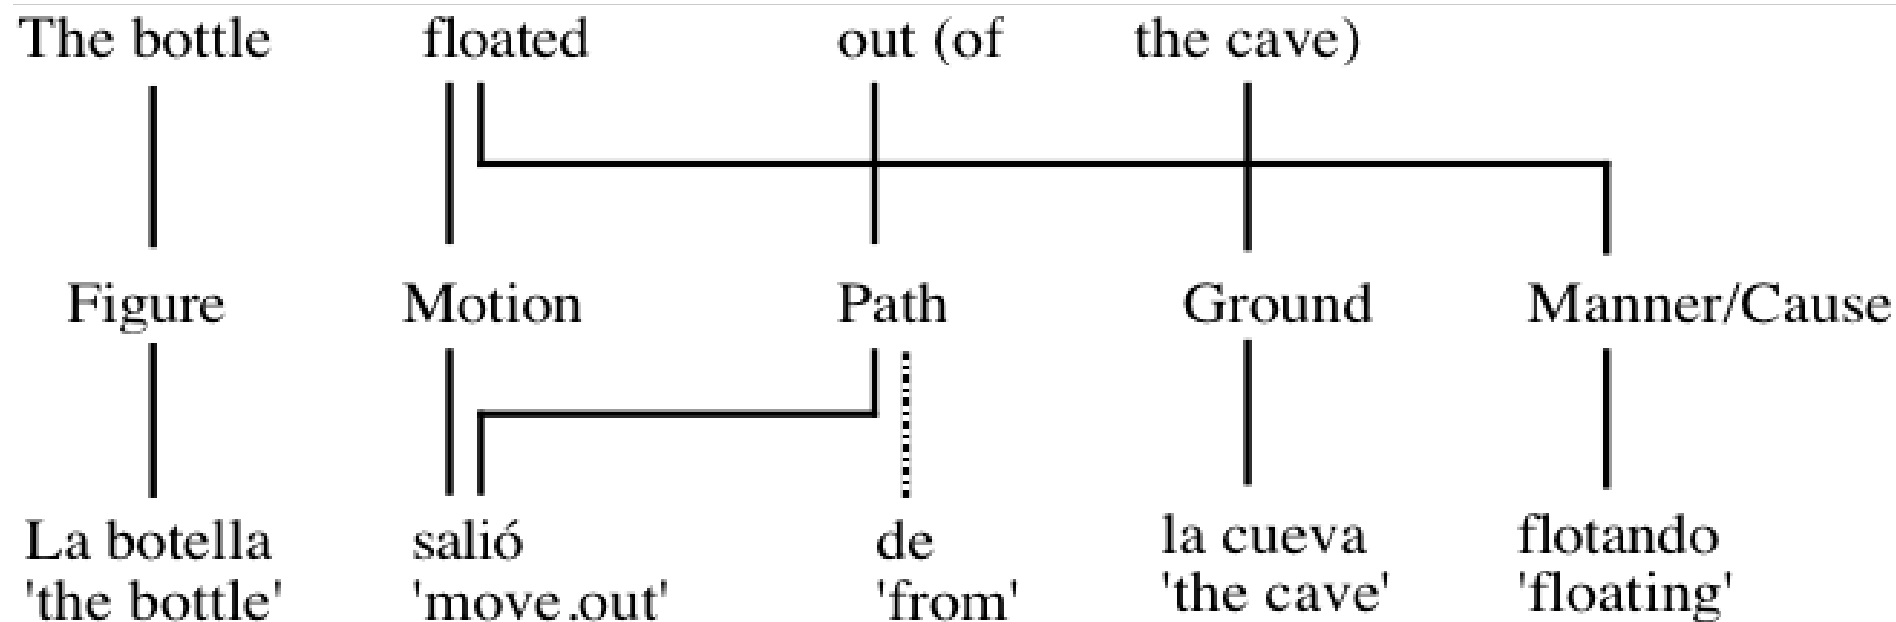 The bottle floated out (of the cave)
Figure Motion Path Ground Manner/Cause
La botella salió de la cueva flotando
'the bottle' 'move.out' 'from' 'the cave' 'floating'